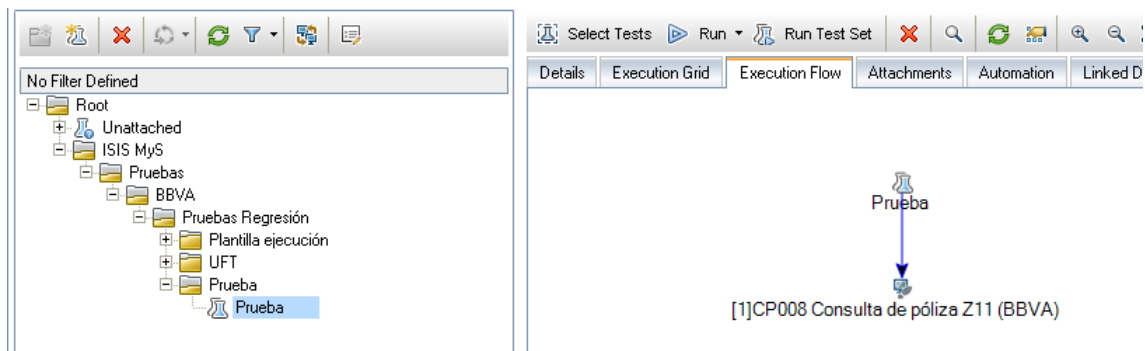 Select Tests Run Run Test Set
No Filter Defined
Root
Unattached
ISIS MyS
Pruebas
BBVA
Pruebas Regresión
Plantilla ejecución
UFT
Prueba
Prueba
Details Execution Grid Execution Flow Attachments Automation Linked D
Prueba
[1]CP008 Consulta de póliza Z11 (BBVA)